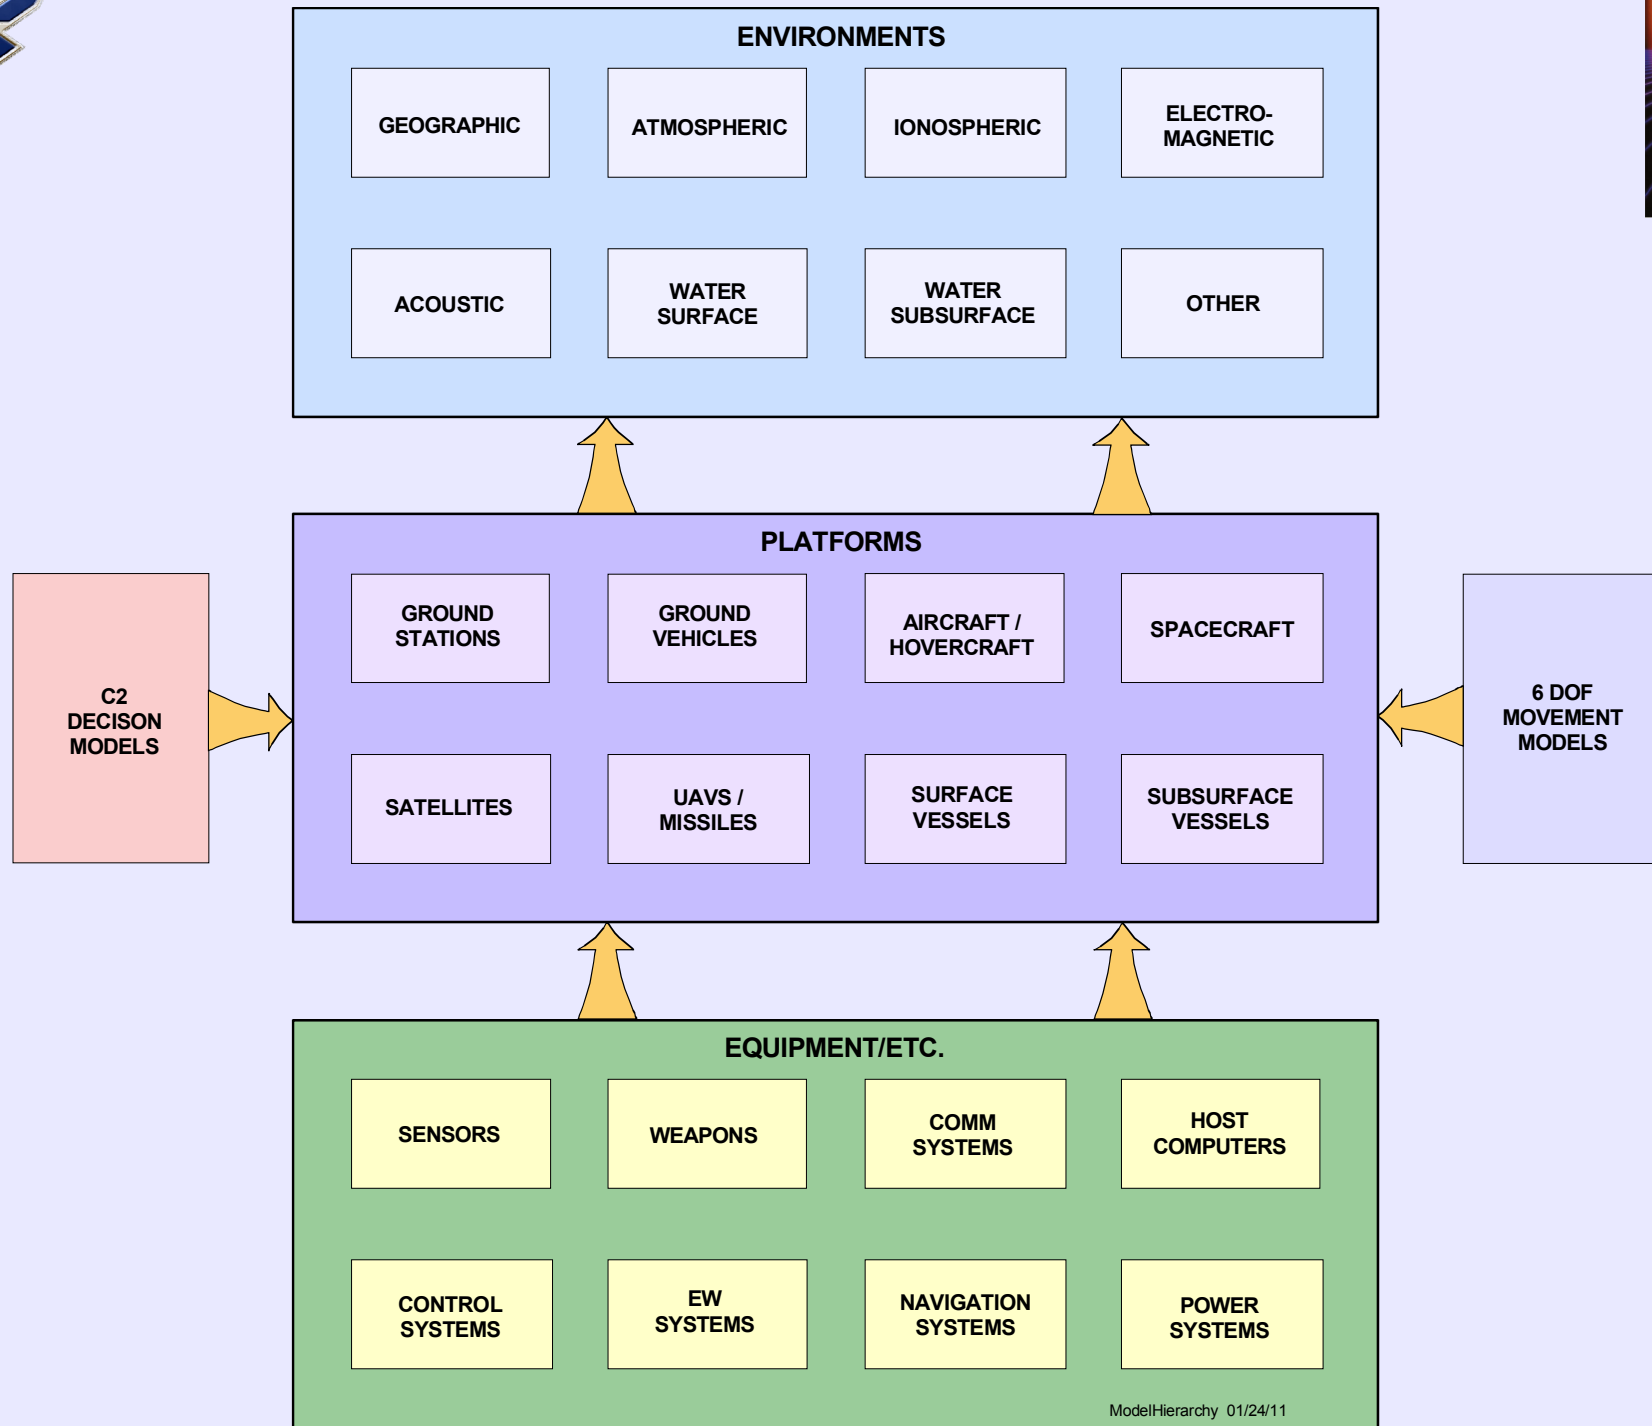 ENVIRONMENTS
GEOGRAPHIC
ATMOSPHERIC
IONOSPHERIC
ELECTRO-
MAGNETIC
ACOUSTIC
WATER
SURFACE
WATER
SUBSURFACE
OTHER
PLATFORMS
GROUND
STATIONS
GROUND
VEHICLES
AIRCRAFT /
HOVERCRAFT
SPACECRAFT
C2
DECISON
MODELS
6 DOF
MOVEMENT
MODELS
SATELLITES
UAVS /
MISSILES
SURFACE
VESSELS
SUBSURFACE
VESSELS
EQUIPMENT/ETC.
SENSORS
WEAPONS
COMM
SYSTEMS
HOST
COMPUTERS
CONTROL
SYSTEMS
EW
SYSTEMS
NAVIGATION
SYSTEMS
POWER
SYSTEMS
ModelHierarchy 01/24/11